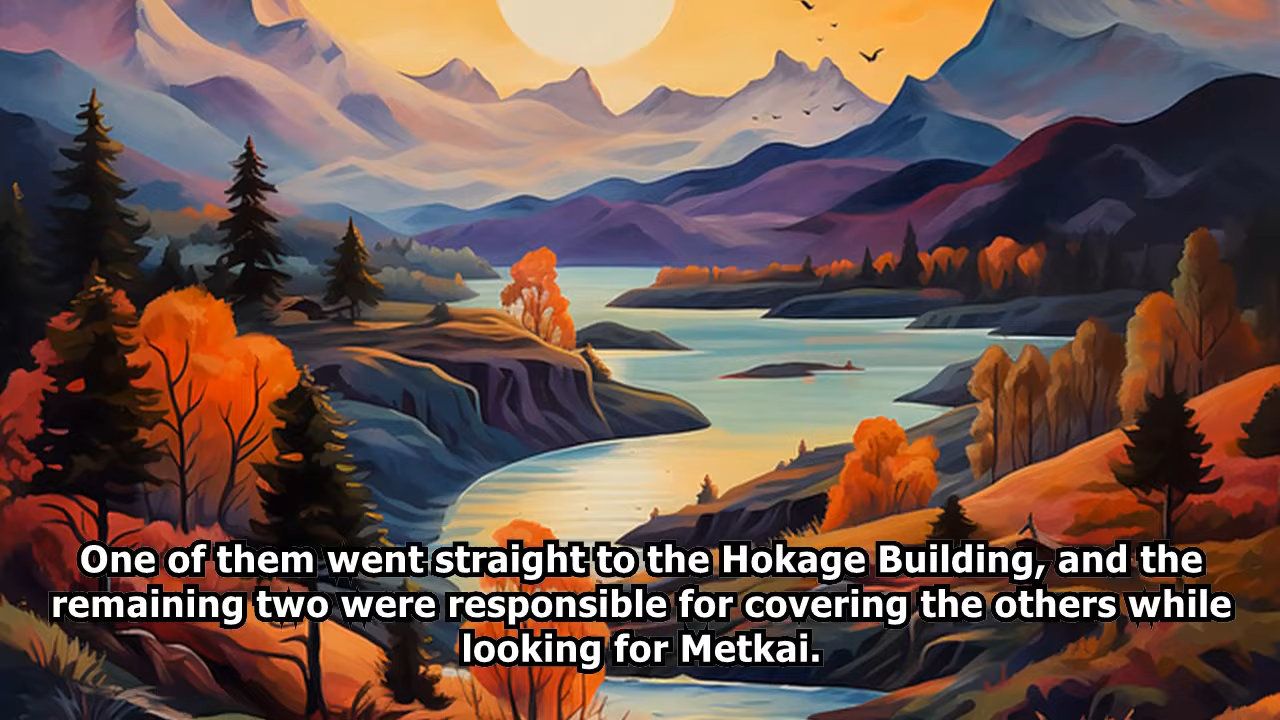 One of them went straight to the Hokage Building, and the
remaining two were responsible for covering the others while
looking for Metkai.